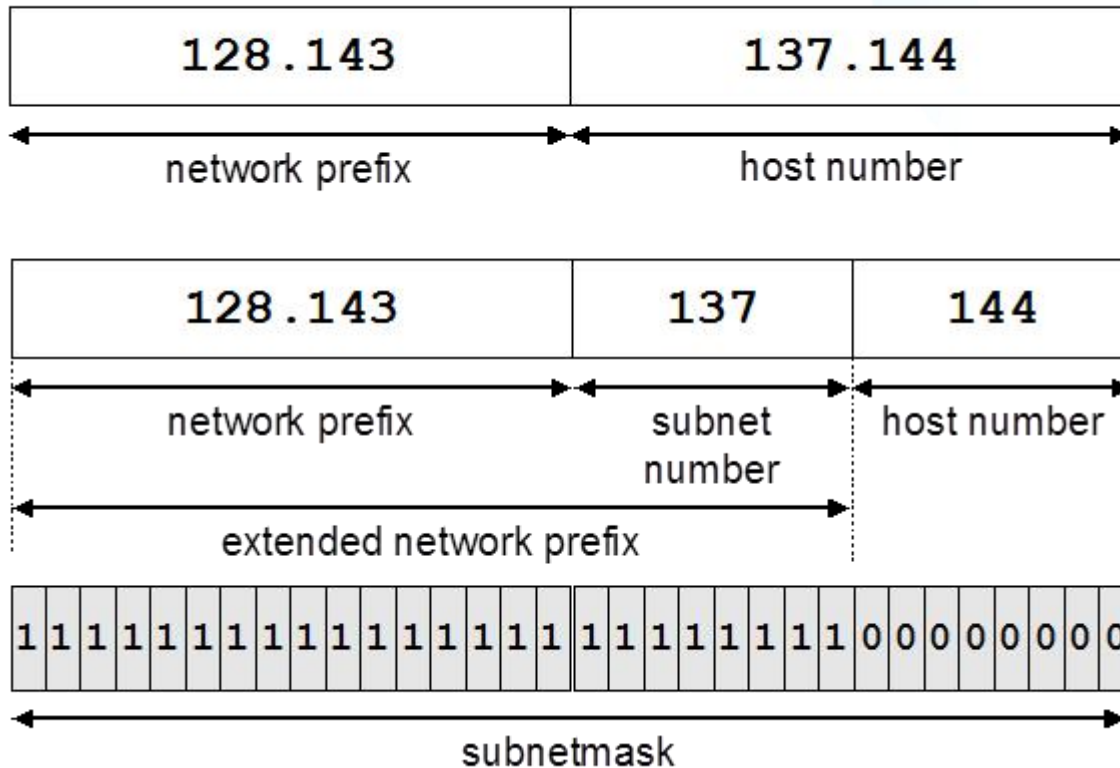 128.143 137.144
network prefix host number
128.143 137 144
network prefix subnet number host number
extended network prefix
1 1 1 1 1 1 1 1 1 1 1 1 1 1 1 1 1 1 1 1 1 1 1 1 0 0 0 0 0 0 0 0
subnetmask